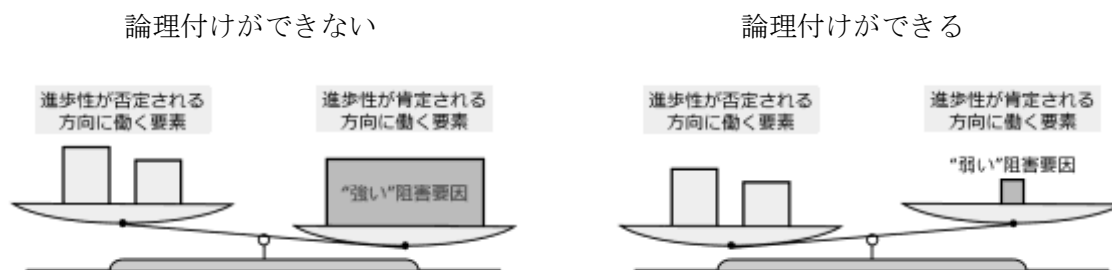 論理付けができない
論理付けができる
進歩性が否定される
方向に働く要素
進歩性が肯定される
方向に働く要素
“強い”阻害要因
進歩性が否定される
方向に働く要素
進歩性が肯定される
方向に働く要素
“弱い”阻害要因